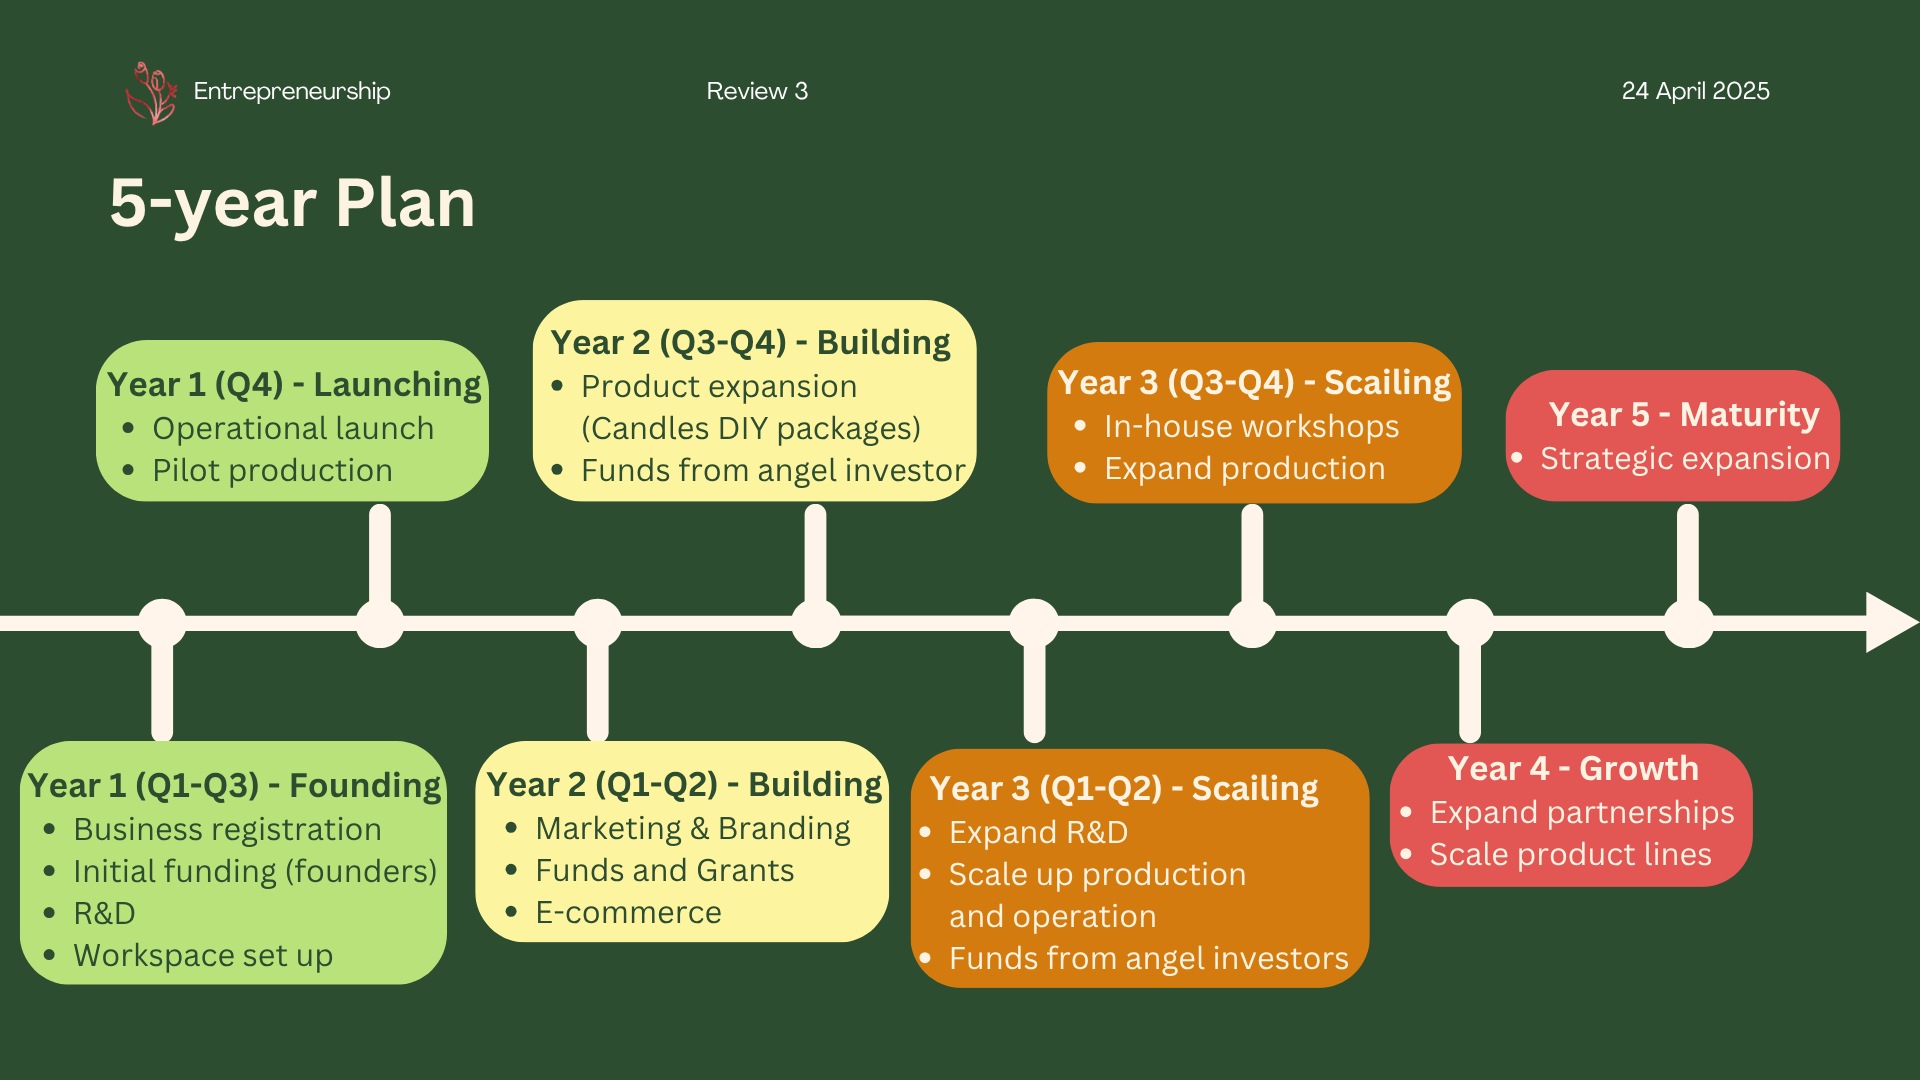 Entrepreneurship
Review 3
24 April 2025
5-year Plan
Year 1 (Q4) - Launching
• Operational launch
• Pilot production
Year 2 (Q3-Q4) - Building
• Product expansion
(Candles DIY packages)
• Funds from angel investor
Year 3 (Q3-Q4) - Scailing
• In-house workshops
• Expand production
Year 5 - Maturity
• Strategic expansion
Year 1 (Q1-Q3) - Founding
• Business registration
• Initial funding (founders)
• R&D
• Workspace set up
Year 2 (Q1-Q2) - Building
• Marketing & Branding
• Funds and Grants
• E-commerce
Year 3 (Q1-Q2) - Scailing
• Expand R&D
• Scale up production
and operation
• Funds from angel investors
Year 4 - Growth
• Expand partnerships
• Scale product lines